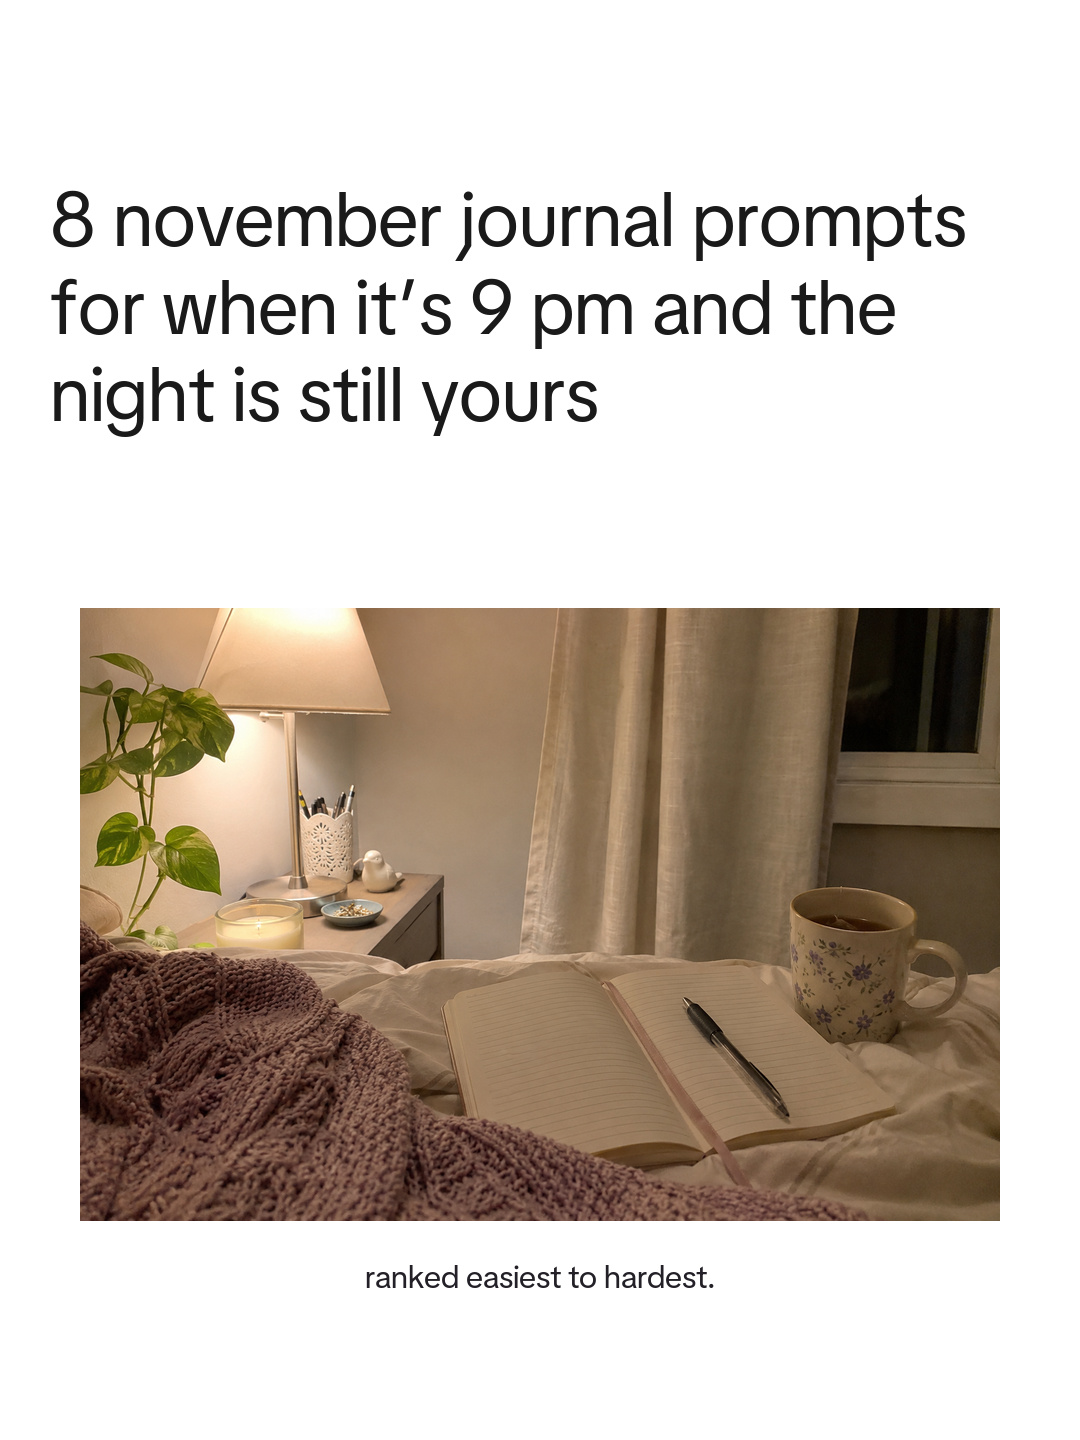 8 november journal prompts
for when it’s 9 pm and the
night is still yours
ranked easiest to hardest.